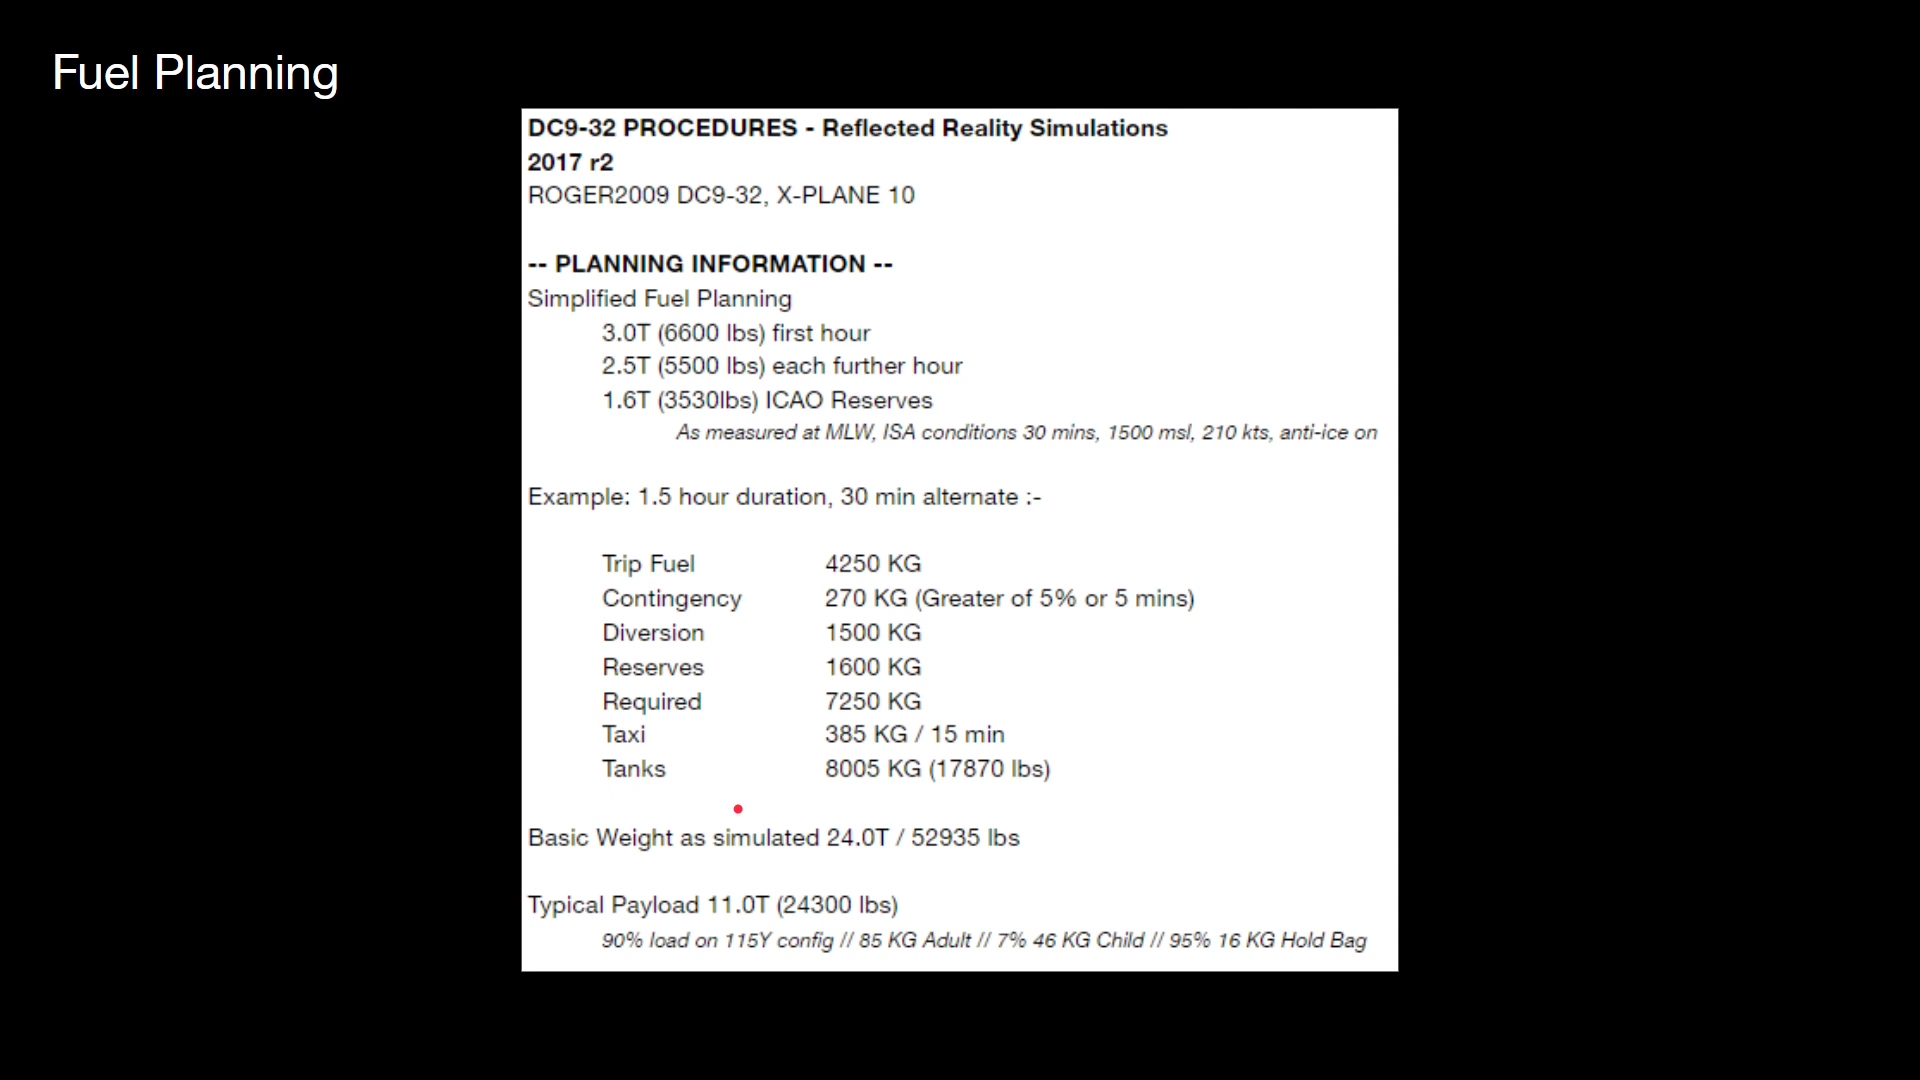 Fuel Planning
DC9-32 PROCEDURES - Reflected Reality Simulations
2017 r2
ROGER2009 DC9-32, X-PLANE 10
-- PLANNING INFORMATION --
Simplified Fuel Planning
3.0T (6600 lbs) first hour
2.5T (5500 lbs) each further hour
1.6T (3530lbs) ICAO Reserves
As measured at MLW, ISA conditions 30 mins, 1500 msl, 210 kts, anti-ice on
Example: 1.5 hour duration, 30 min alternate :-
Trip Fuel 4250 KG
Contingency 270 KG (Greater of 5% or 5 mins)
Diversion 1500 KG
Reserves 1600 KG
Required 7250 KG
Taxi 385 KG / 15 min
Tanks 8005 KG (17870 lbs)
Basic Weight as simulated 24.0T / 52935 lbs
Typical Payload 11.0T (24300 lbs)
90% load on 115Y config // 85 KG Adult // 7% 46 KG Child // 95% 16 KG Hold Bag